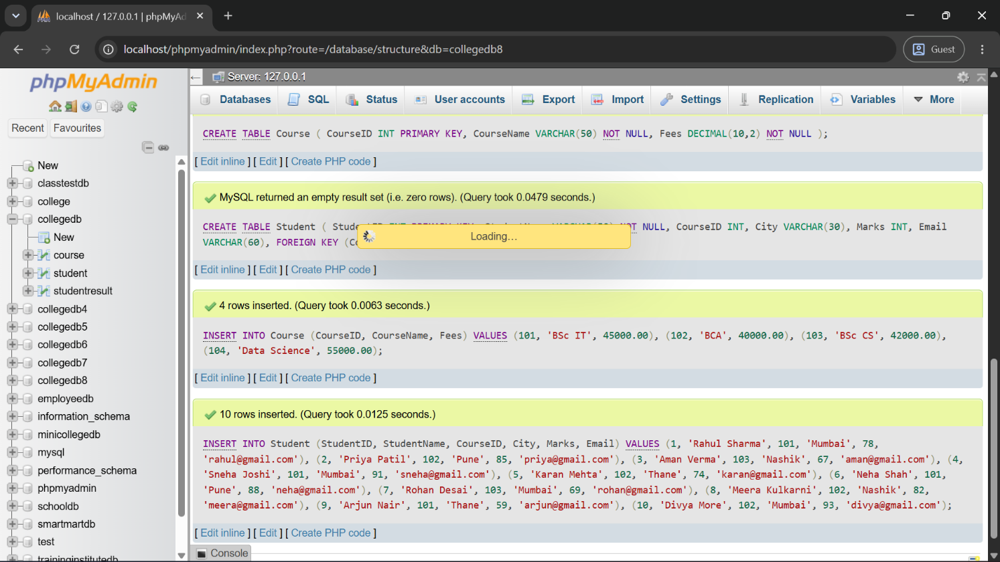 localhost / 127.0.0.1 | phpMyAd
localhost/phpmyadmin/index.php?route=/database/structure&db=collegedb8
Guest
phpMyAdmin
Recent
Favourites
New
classtestdb
college
collegedb
New
course
student
studentresult
collegedb4
collegedb5
collegedb6
collegedb7
collegedb8
employeedb
information_schema
minicollegedb
mysql
performance_schema
phpmyadmin
schooldb
smartmartdb
test
traininginstitutedb
Server: 127.0.0.1
Databases SQL Status User accounts Export Import Settings Replication Variables More
CREATE TABLE Course ( CourseID INT PRIMARY KEY, CourseName VARCHAR(50) NOT NULL, Fees DECIMAL(10,2) NOT NULL );
[ Edit inline ] [ Edit ] [ Create PHP code ]
MySQL returned an empty result set (i.e. zero rows). (Query took 0.0479 seconds.)
CREATE TABLE Student ( StudentID INT PRIMARY KEY, StudentName VARCHAR(50) NOT NULL, CourseID INT, City VARCHAR(30), Marks INT, Email
VARCHAR(60), FOREIGN KEY (Co
Loading…
[ Edit inline ] [ Edit ] [ Create PHP code ]
4 rows inserted. (Query took 0.0063 seconds.)
INSERT INTO Course (CourseID, CourseName, Fees) VALUES (101, 'BSc IT', 45000.00), (102, 'BCA', 40000.00), (103, 'BSc CS', 42000.00),
(104, 'Data Science', 55000.00);
[ Edit inline ] [ Edit ] [ Create PHP code ]
10 rows inserted. (Query took 0.0125 seconds.)
INSERT INTO Student (StudentID, StudentName, CourseID, City, Marks, Email) VALUES (1, 'Rahul Sharma', 101, 'Mumbai', 78,
'rahul@gmail.com'), (2, 'Priya Patil', 102, 'Pune', 85, 'priya@gmail.com'), (3, 'Aman Verma', 103, 'Nashik', 67, 'aman@gmail.com'), (4,
'Sneha Joshi', 101, 'Mumbai', 91, 'sneha@gmail.com'), (5, 'Karan Mehta', 102, 'Thane', 74, 'karan@gmail.com'), (6, 'Neha Shah', 101,
'Pune', 88, 'neha@gmail.com'), (7, 'Rohan Desai', 103, 'Mumbai', 69, 'rohan@gmail.com'), (8, 'Meera Kulkarni', 102, 'Nashik', 82,
'meera@gmail.com'), (9, 'Arjun Nair', 101, 'Thane', 59, 'arjun@gmail.com'), (10, 'Divya More', 102, 'Mumbai', 93, 'divya@gmail.com');
[ Edit inline ] [ Edit ] [ Create PHP code ]
Console